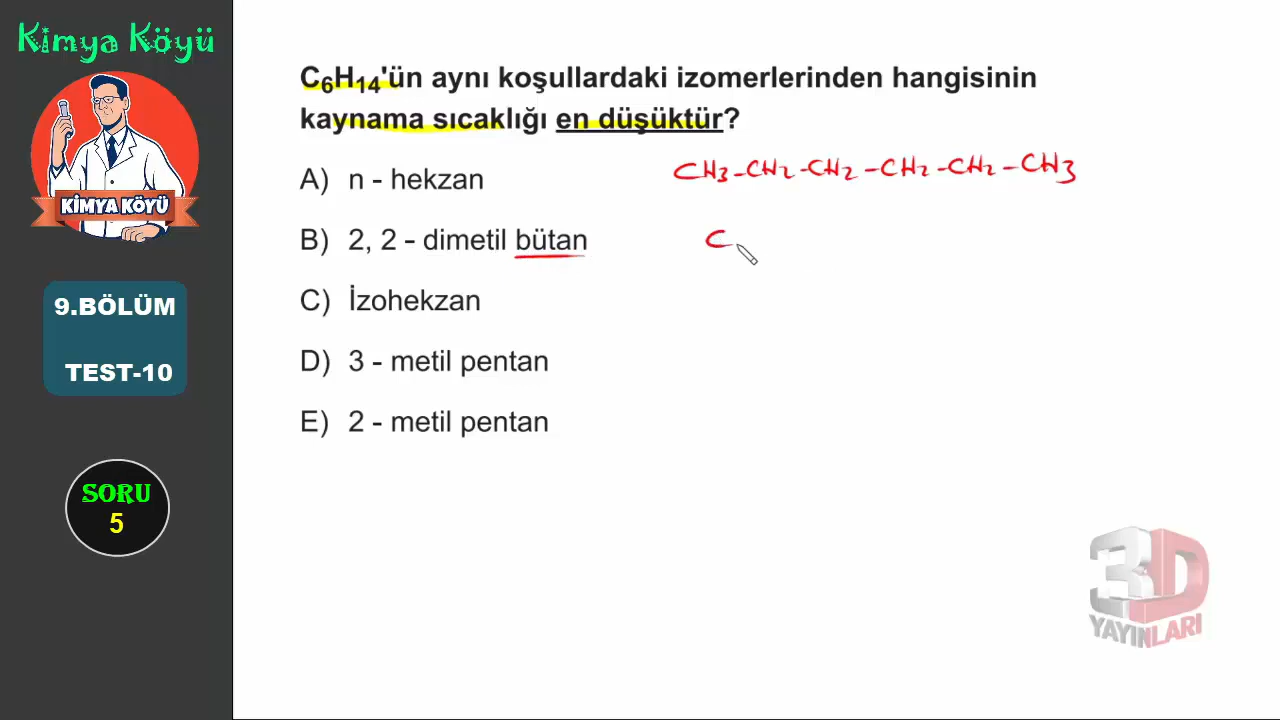 Kimya Köyü
KİMYA KÖYÜ
9.BÖLÜM
TEST-10
SORU
5
C₆H₁₄'ün aynı koşullardaki izomerlerinden hangisinin
kaynama sıcaklığı en düşüktür?
A) n - hekzan
CH3-CH2-CH2-CH2-CH2-CH3
B) 2, 2 - dimetil bütan
C
C) İzohekzan
D) 3 - metil pentan
E) 2 - metil pentan
3D
YAYINLARI